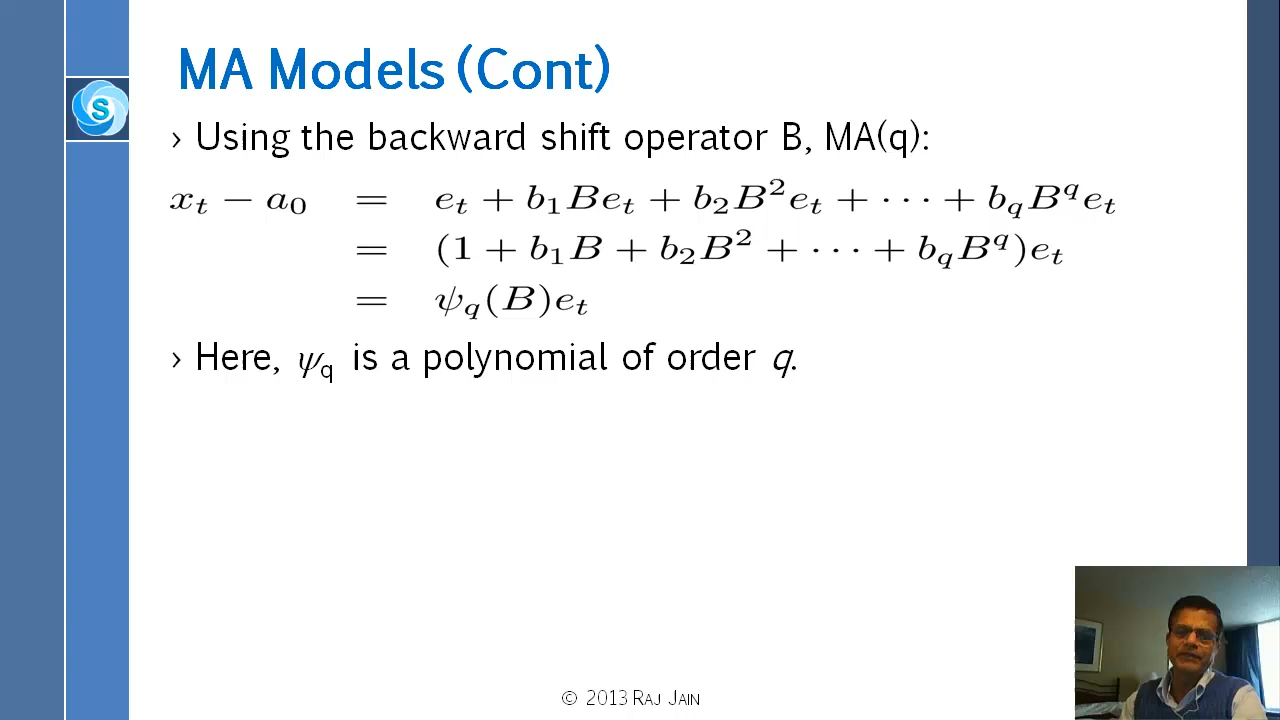 MA Models (Cont)
S
› Using the backward shift operator B, MA(q):
x_t − a_0 = e_t + b_1Be_t + b_2B^2e_t + ··· + b_qB^qe_t
= (1 + b_1B + b_2B^2 + ··· + b_qB^q)e_t
= ψ_q(B)e_t
› Here, ψ_q is a polynomial of order q.
© 2013 RAJ JAIN